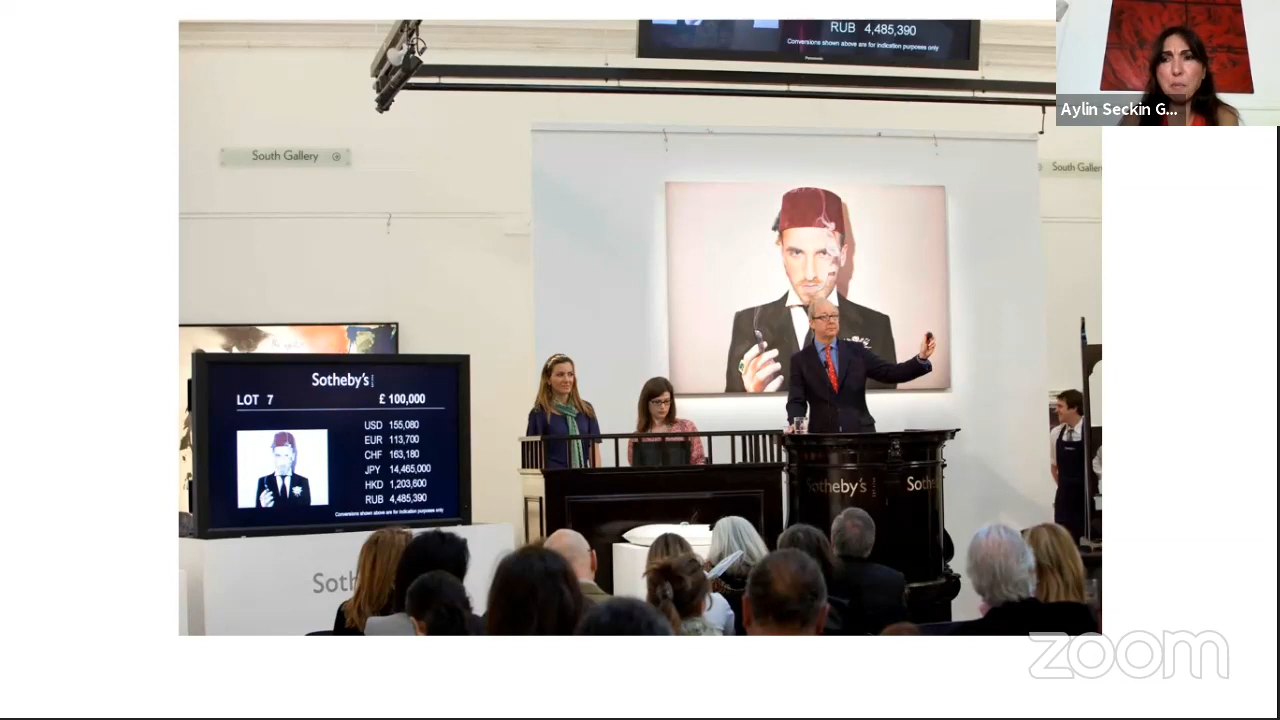 RUB 4,485,390
Conversions shown above are for indication purposes only
Aylin Seckin G...
South Gallery
South Gallery
Sotheby's
LOT 7 £ 100,000
USD 155,080
EUR 113,700
CHF 163,180
JPY 14,465,000
HKD 1,203,600
RUB 4,485,390
Conversions shown above are for indication purposes only
Sotheby's
Sothe
Soth
zoom